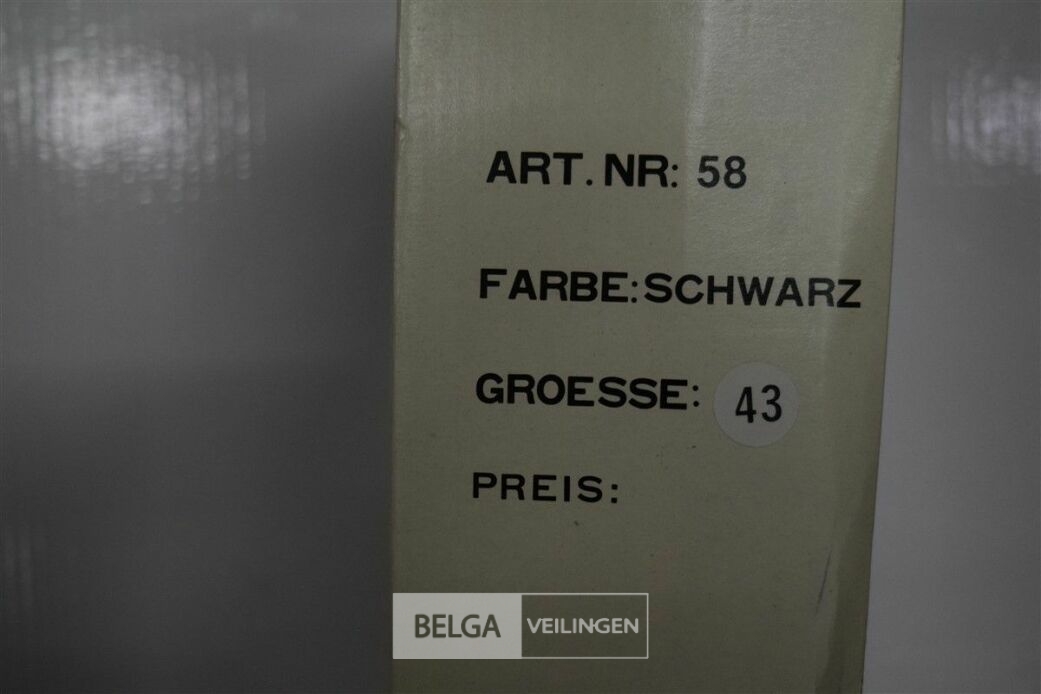 ART.NR: 58
FARBE:SCHWARZ
GROESSE: 43
PREIS:
BELGA VEILINGEN